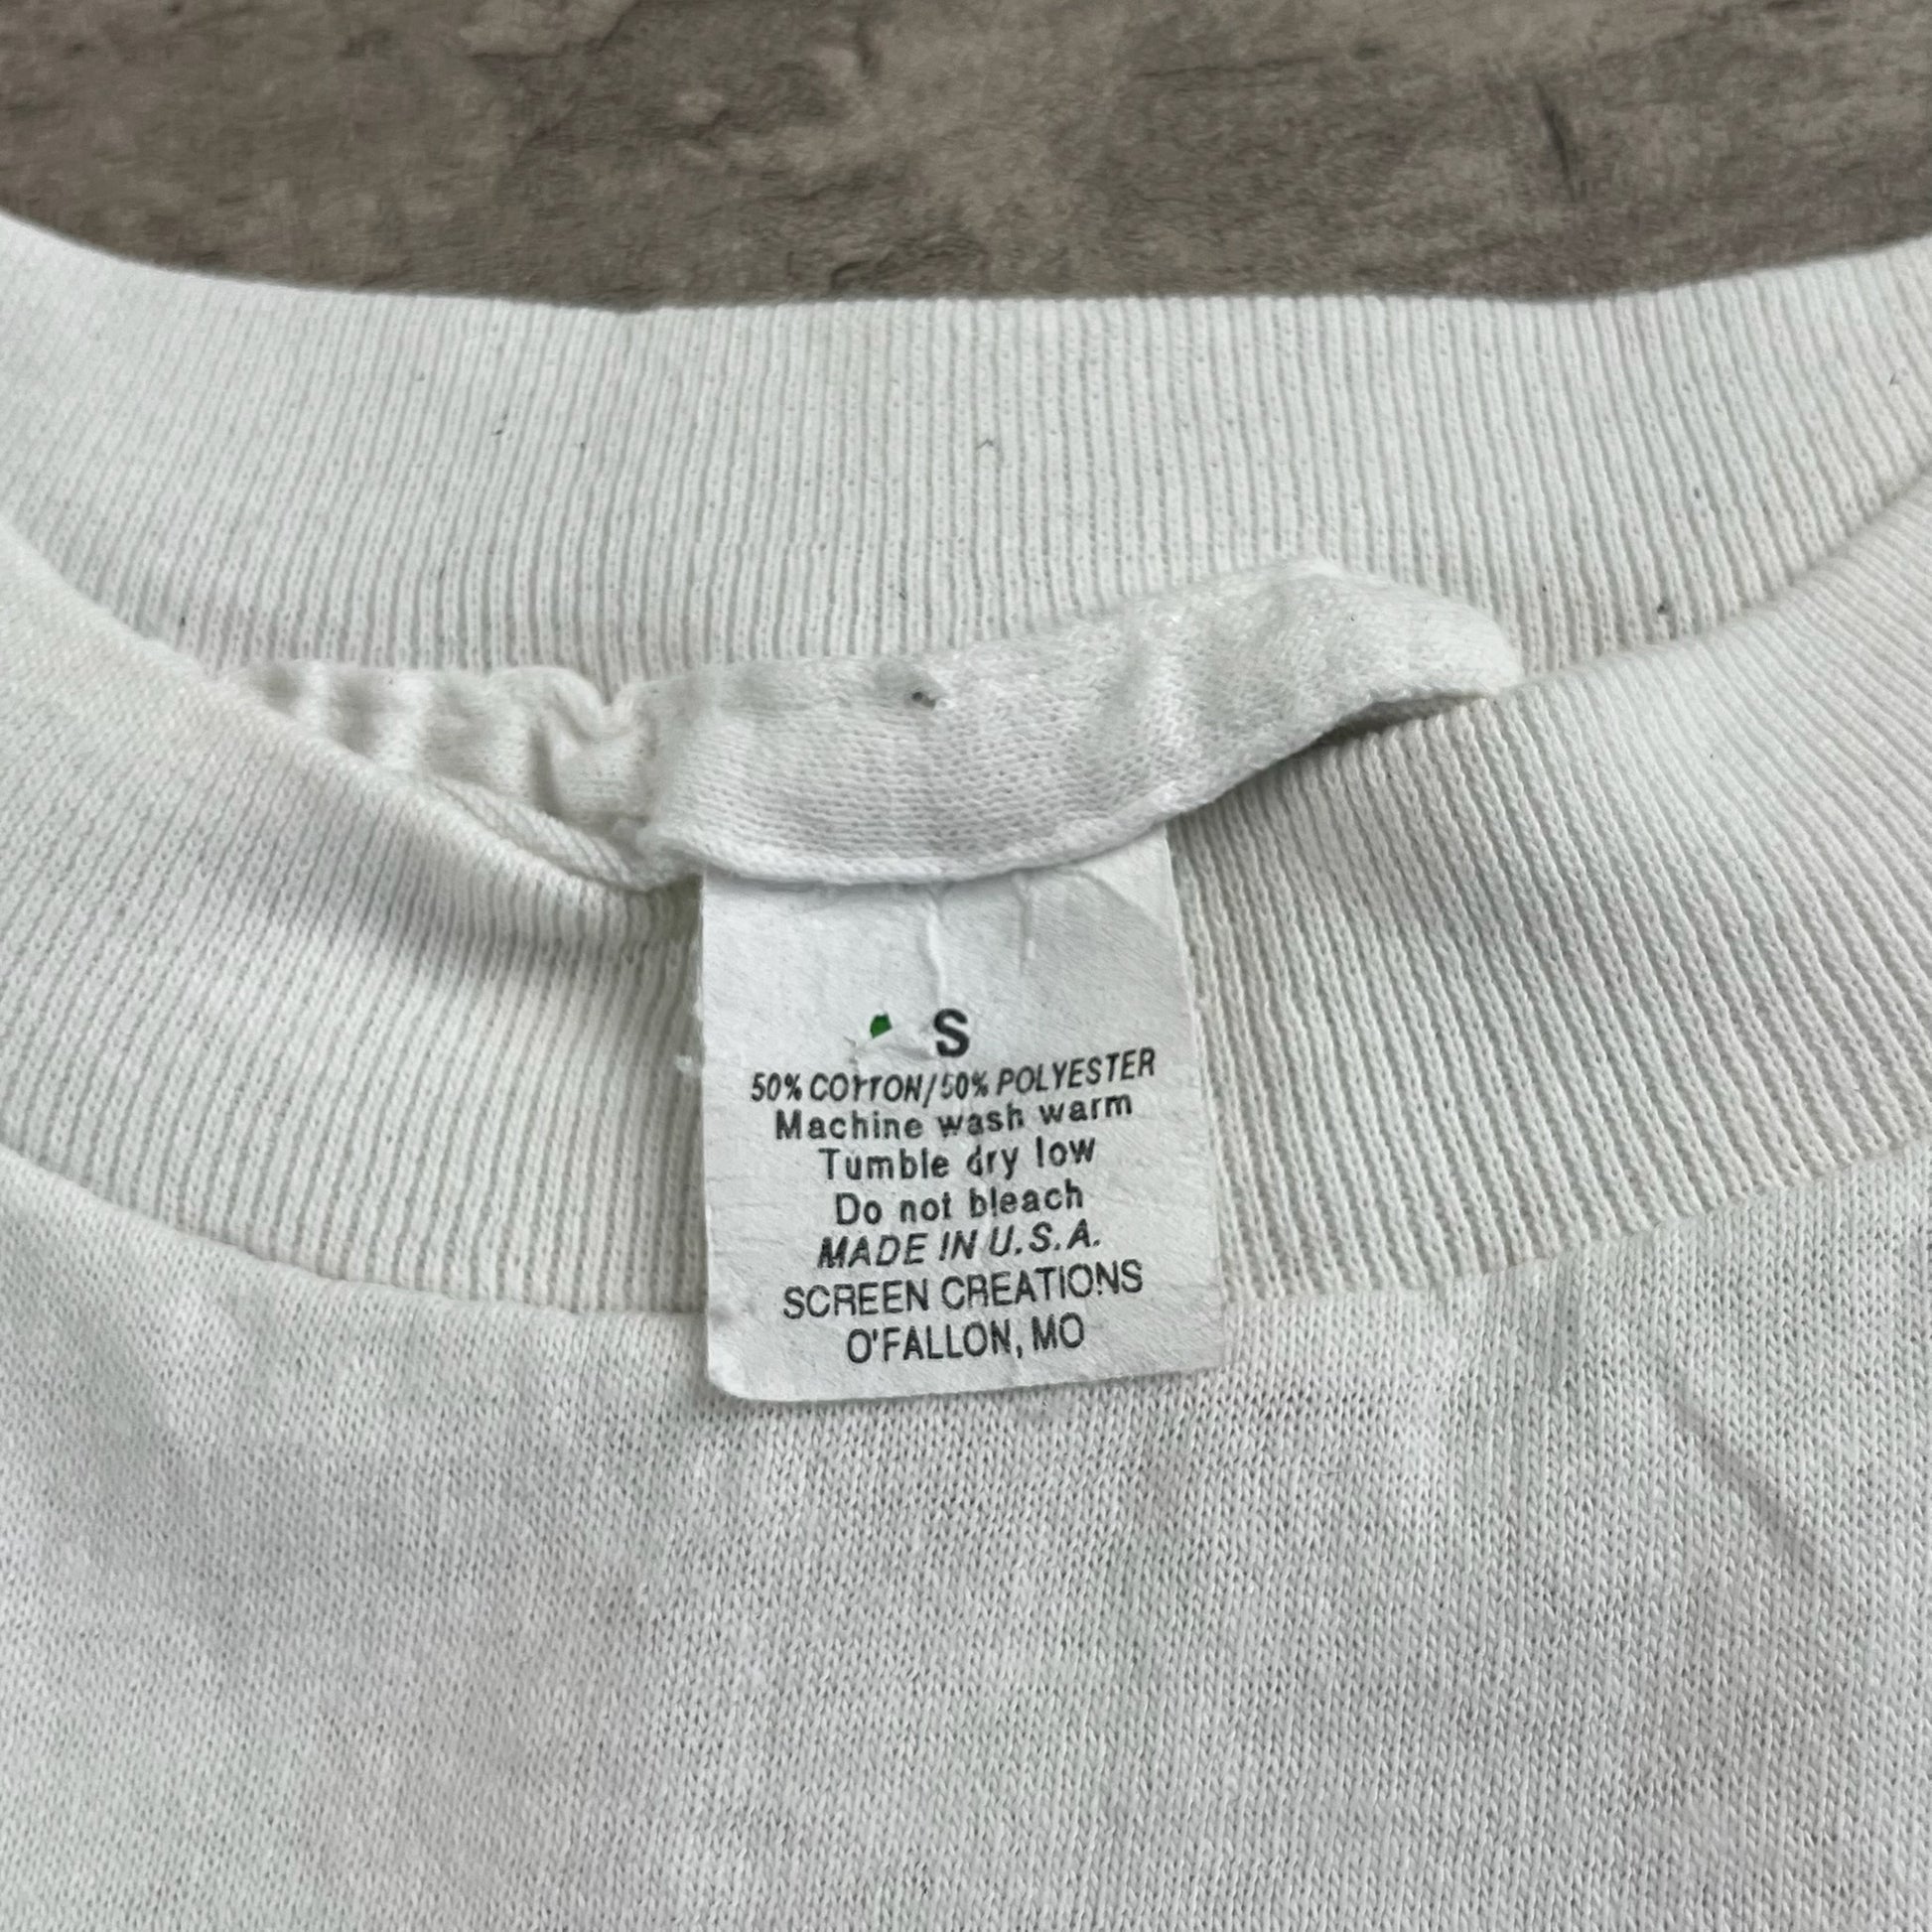 S
50% COTTON/50% POLYESTER
Machine wash warm
Tumble dry low
Do not bleach
MADE IN U.S.A.
SCREEN CREATIONS
O'FALLON, MO